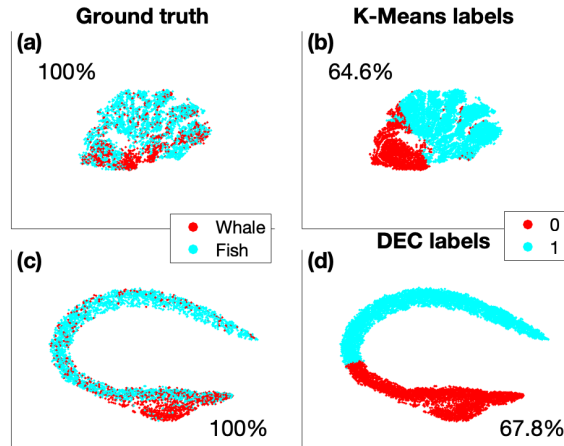 Ground truth
K-Means labels
(a)
100%
(b)
64.6%
Whale
Fish
0
1
DEC labels
(c)
100%
(d)
67.8%